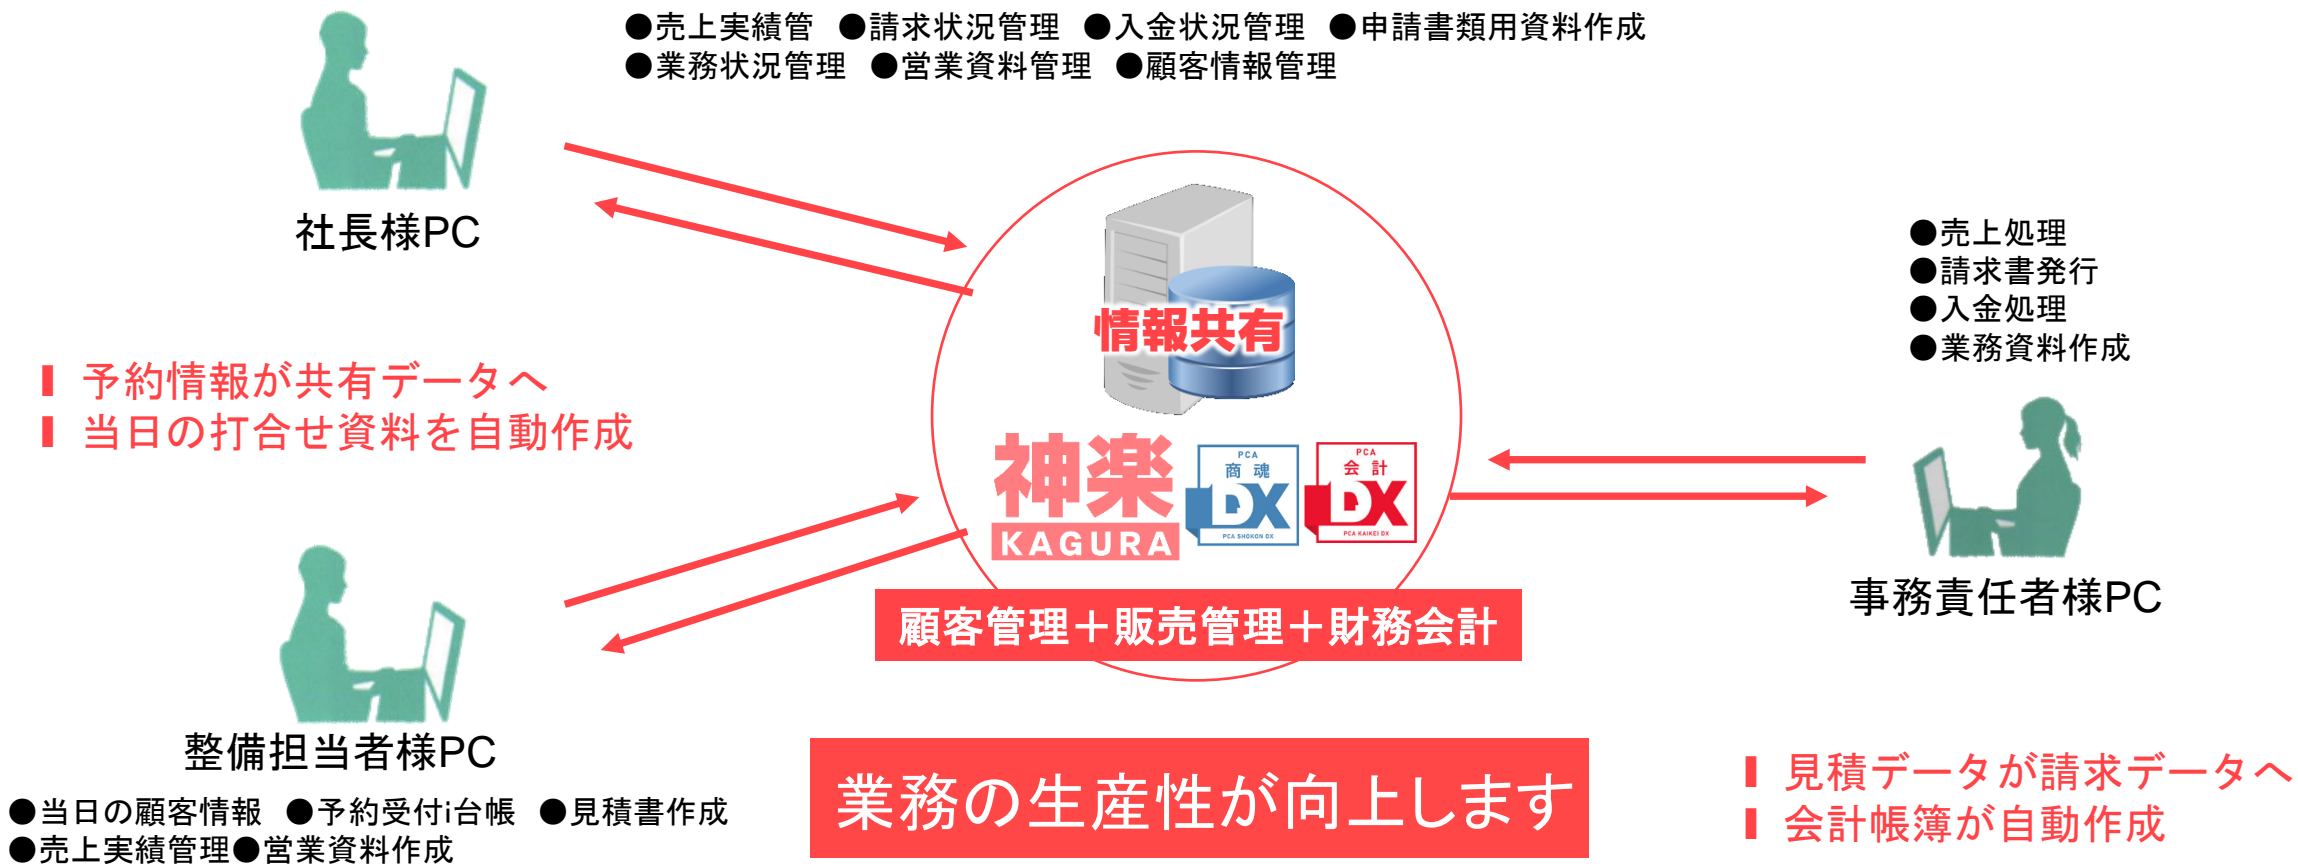 ●売上実績管　●請求状況管理　●入金状況管理　●申請書類用資料作成
●業務状況管理　●営業資料管理　●顧客情報管理
社長様PC
▌予約情報が共有データへ
▌当日の打合せ資料を自動作成
情報共有
神楽
KAGURA
PCA
商魂
DX
PCA SHOKON DX
PCA
会計
DX
PCA KAIKEI DX
顧客管理＋販売管理＋財務会計
●売上処理
●請求書発行
●入金処理
●業務資料作成
事務責任者様PC
整備担当者様PC
●当日の顧客情報　●予約受付i台帳　●見積書作成
●売上実績管理●営業資料作成
業務の生産性が向上します
▌見積データが請求データへ
▌会計帳簿が自動作成